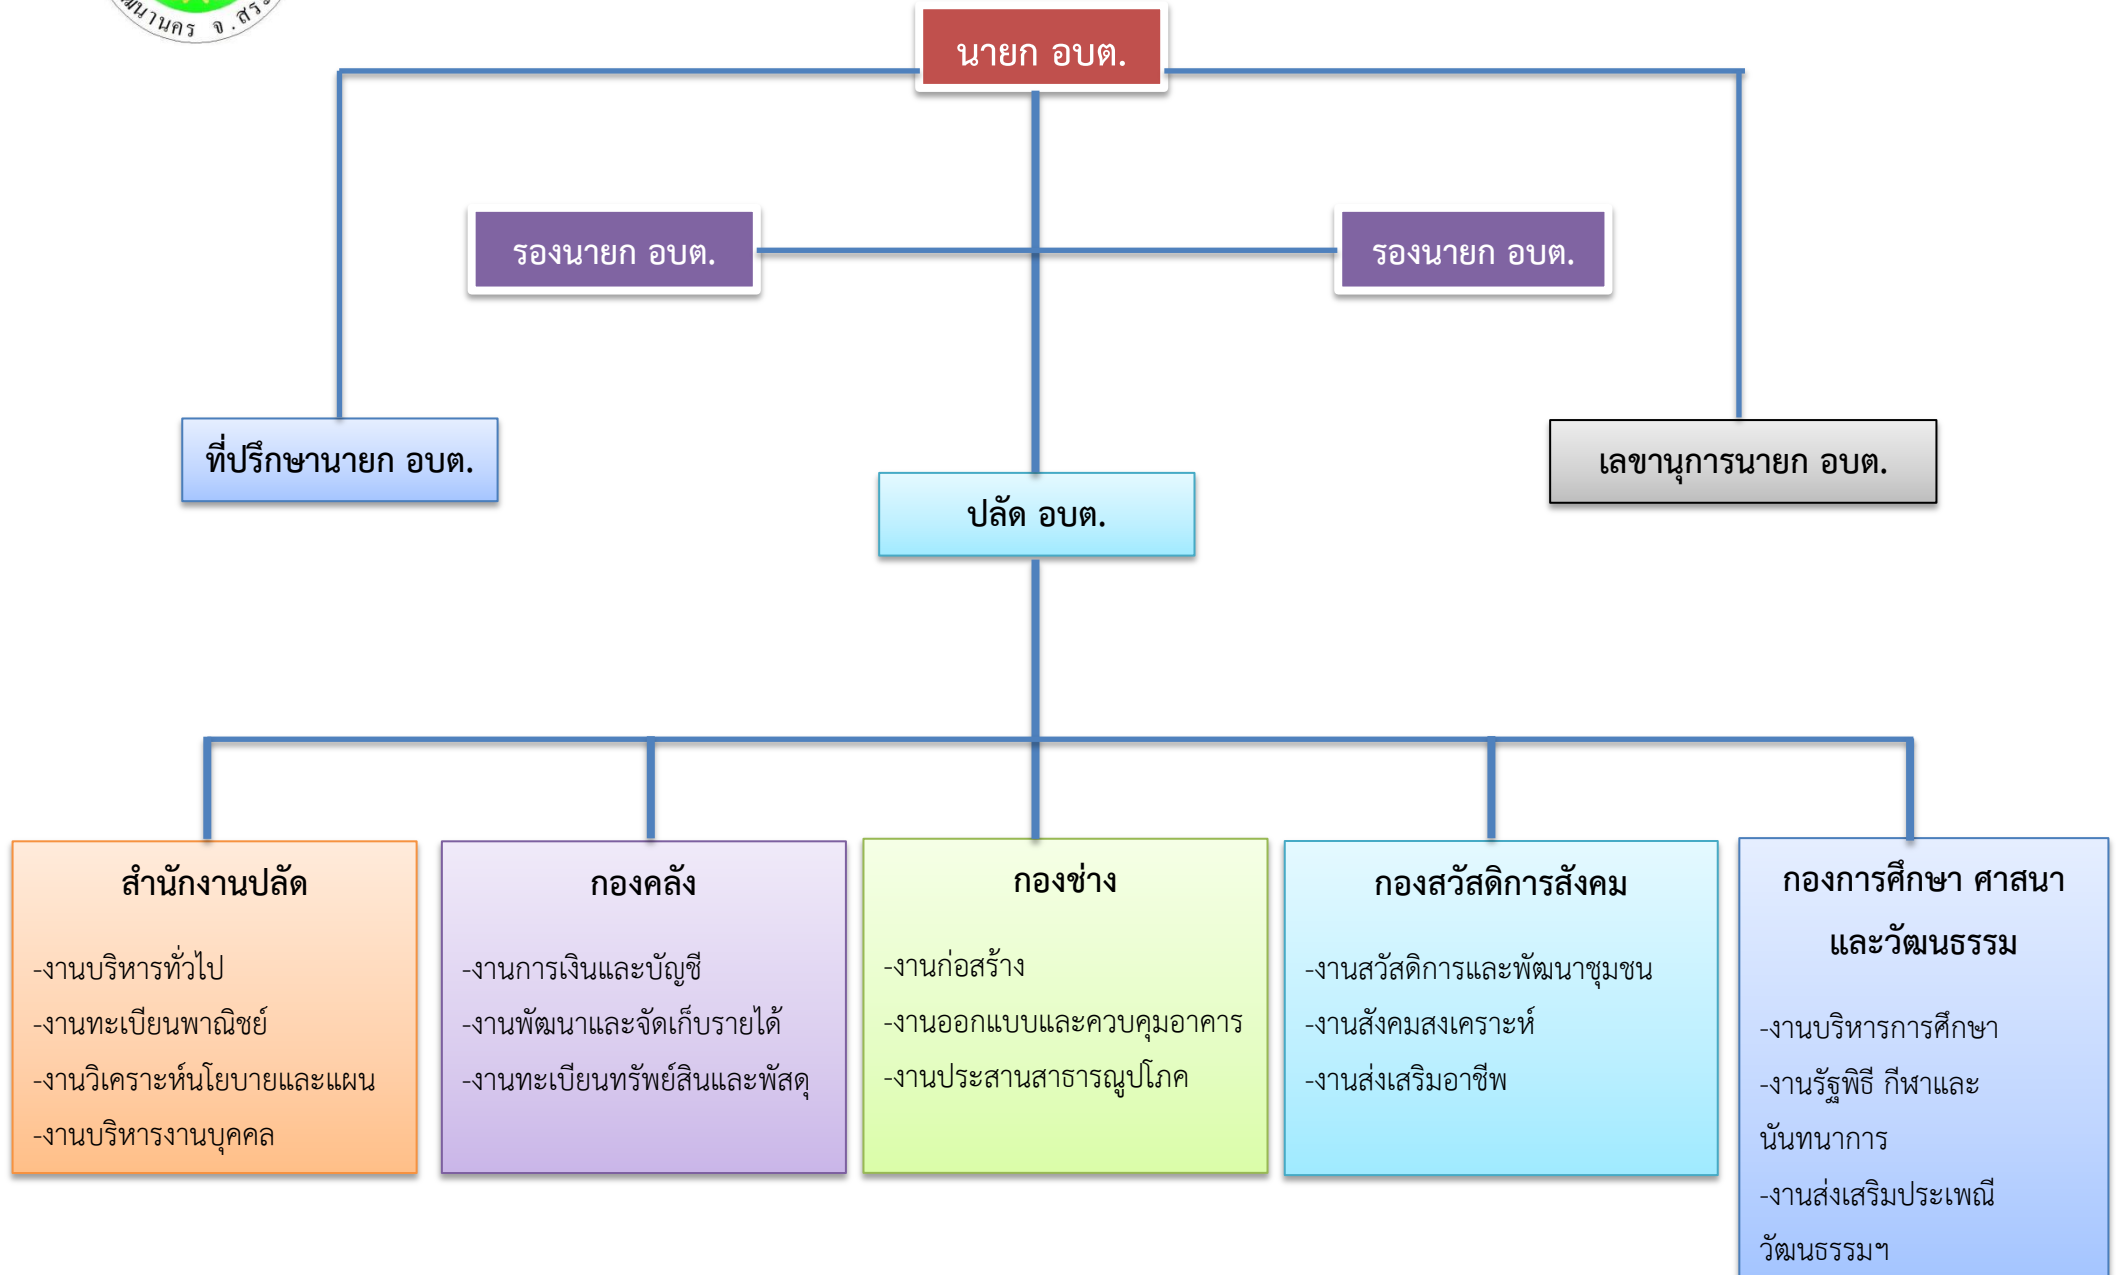 นายก อบต.
รองนายก อบต.
รองนายก อบต.
ที่ปรึกษานายก อบต.
เลขานุการนายก อบต.
ปลัด อบต.
สำนักงานปลัด
-งานบริหารทั่วไป
-งานทะเบียนพาณิชย์
-งานวิเคราะห์นโยบายและแผน
-งานบริหารงานบุคคล
กองคลัง
-งานการเงินและบัญชี
-งานพัฒนาและจัดเก็บรายได้
-งานทะเบียนทรัพย์สินและพัสดุ
กองช่าง
-งานก่อสร้าง
-งานออกแบบและควบคุมอาคาร
-งานประสานสาธารณูปโภค
กองสวัสดิการสังคม
-งานสวัสดิการและพัฒนาชุมชน
-งานสังคมสงเคราะห์
-งานส่งเสริมอาชีพ
กองการศึกษา ศาสนา
และวัฒนธรรม
-งานบริหารการศึกษา
-งานรัฐพิธี กีฬาและ
นันทนาการ
-งานส่งเสริมประเพณี
วัฒนธรรมฯ